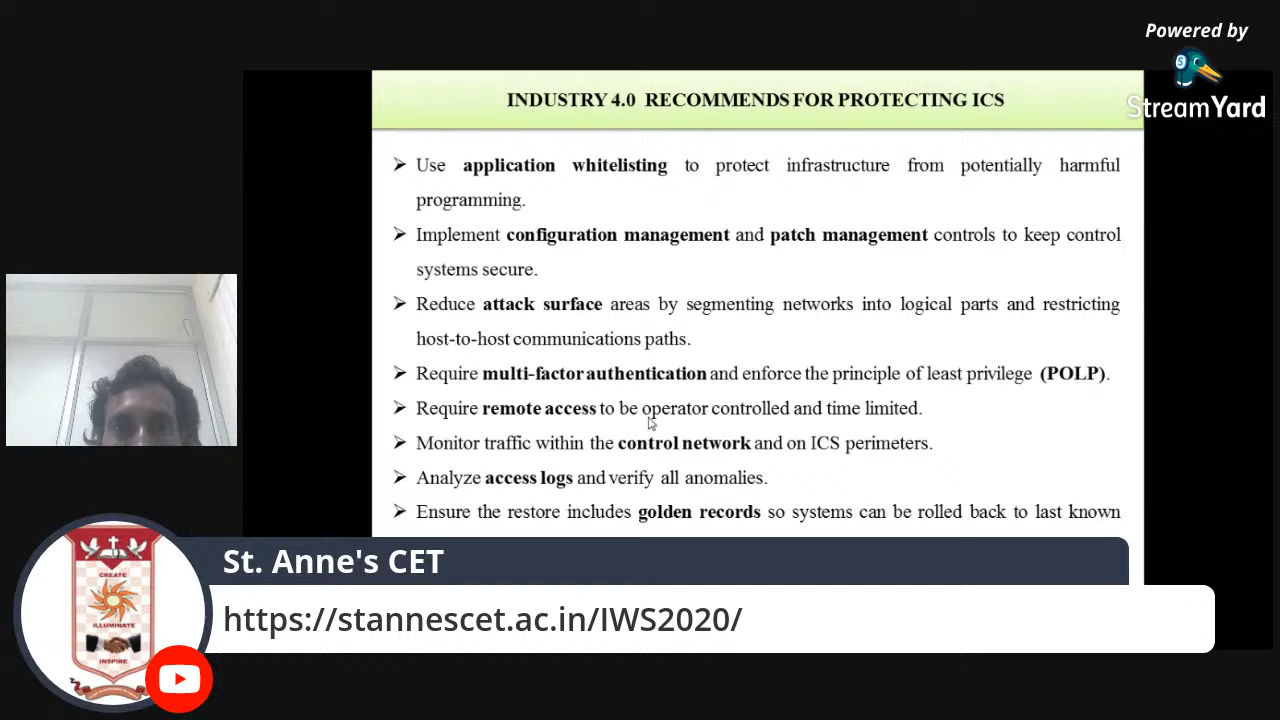 Powered by
StreamYard
INDUSTRY 4.0 RECOMMENDS FOR PROTECTING ICS
➢ Use application whitelisting to protect infrastructure from potentially harmful
programming.
➢ Implement configuration management and patch management controls to keep control
systems secure.
➢ Reduce attack surface areas by segmenting networks into logical parts and restricting
host-to-host communications paths.
➢ Require multi-factor authentication and enforce the principle of least privilege (POLP).
➢ Require remote access to be operator controlled and time limited.
➢ Monitor traffic within the control network and on ICS perimeters.
➢ Analyze access logs and verify all anomalies.
➢ Ensure the restore includes golden records so systems can be rolled back to last known
St. Anne's CET
https://stannescet.ac.in/IWS2020/
CREATE
ILLUMINATE
INSPIRE